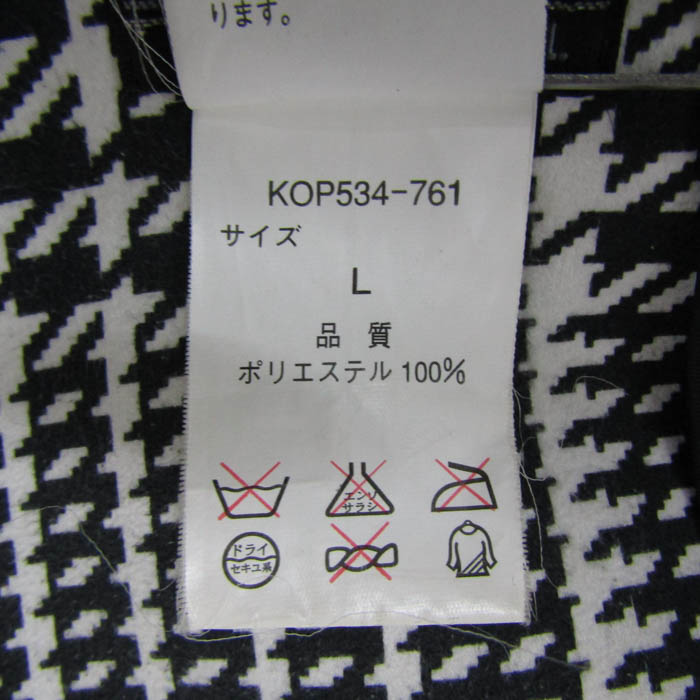 ります。
KOP534-761
サイズ
L
品 質
ポリエステル 100%
エンソ
サラシ
ドライ
セキユ系